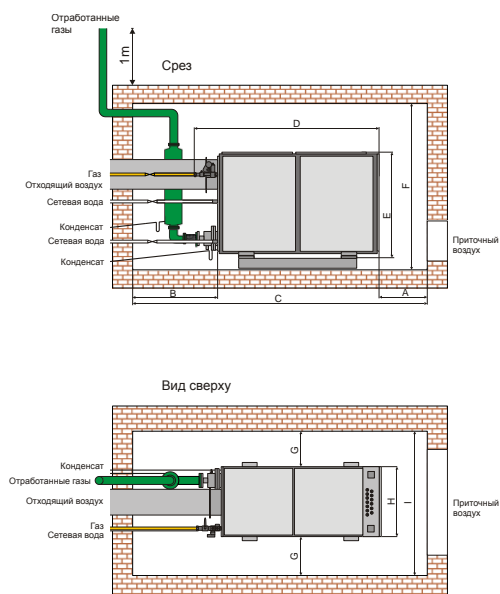 Отработанные
газы
1m
Срез
D
F
Газ
Отходящий воздух
E
Сетевая вода
Конденсат
Сетевая вода
Конденсат
Приточный
воздух
B
A
C
Вид сверху
G
Конденсат
Отработанные газы
H
I
Отходящий воздух
Приточный
воздух
Газ
Сетевая вода
G